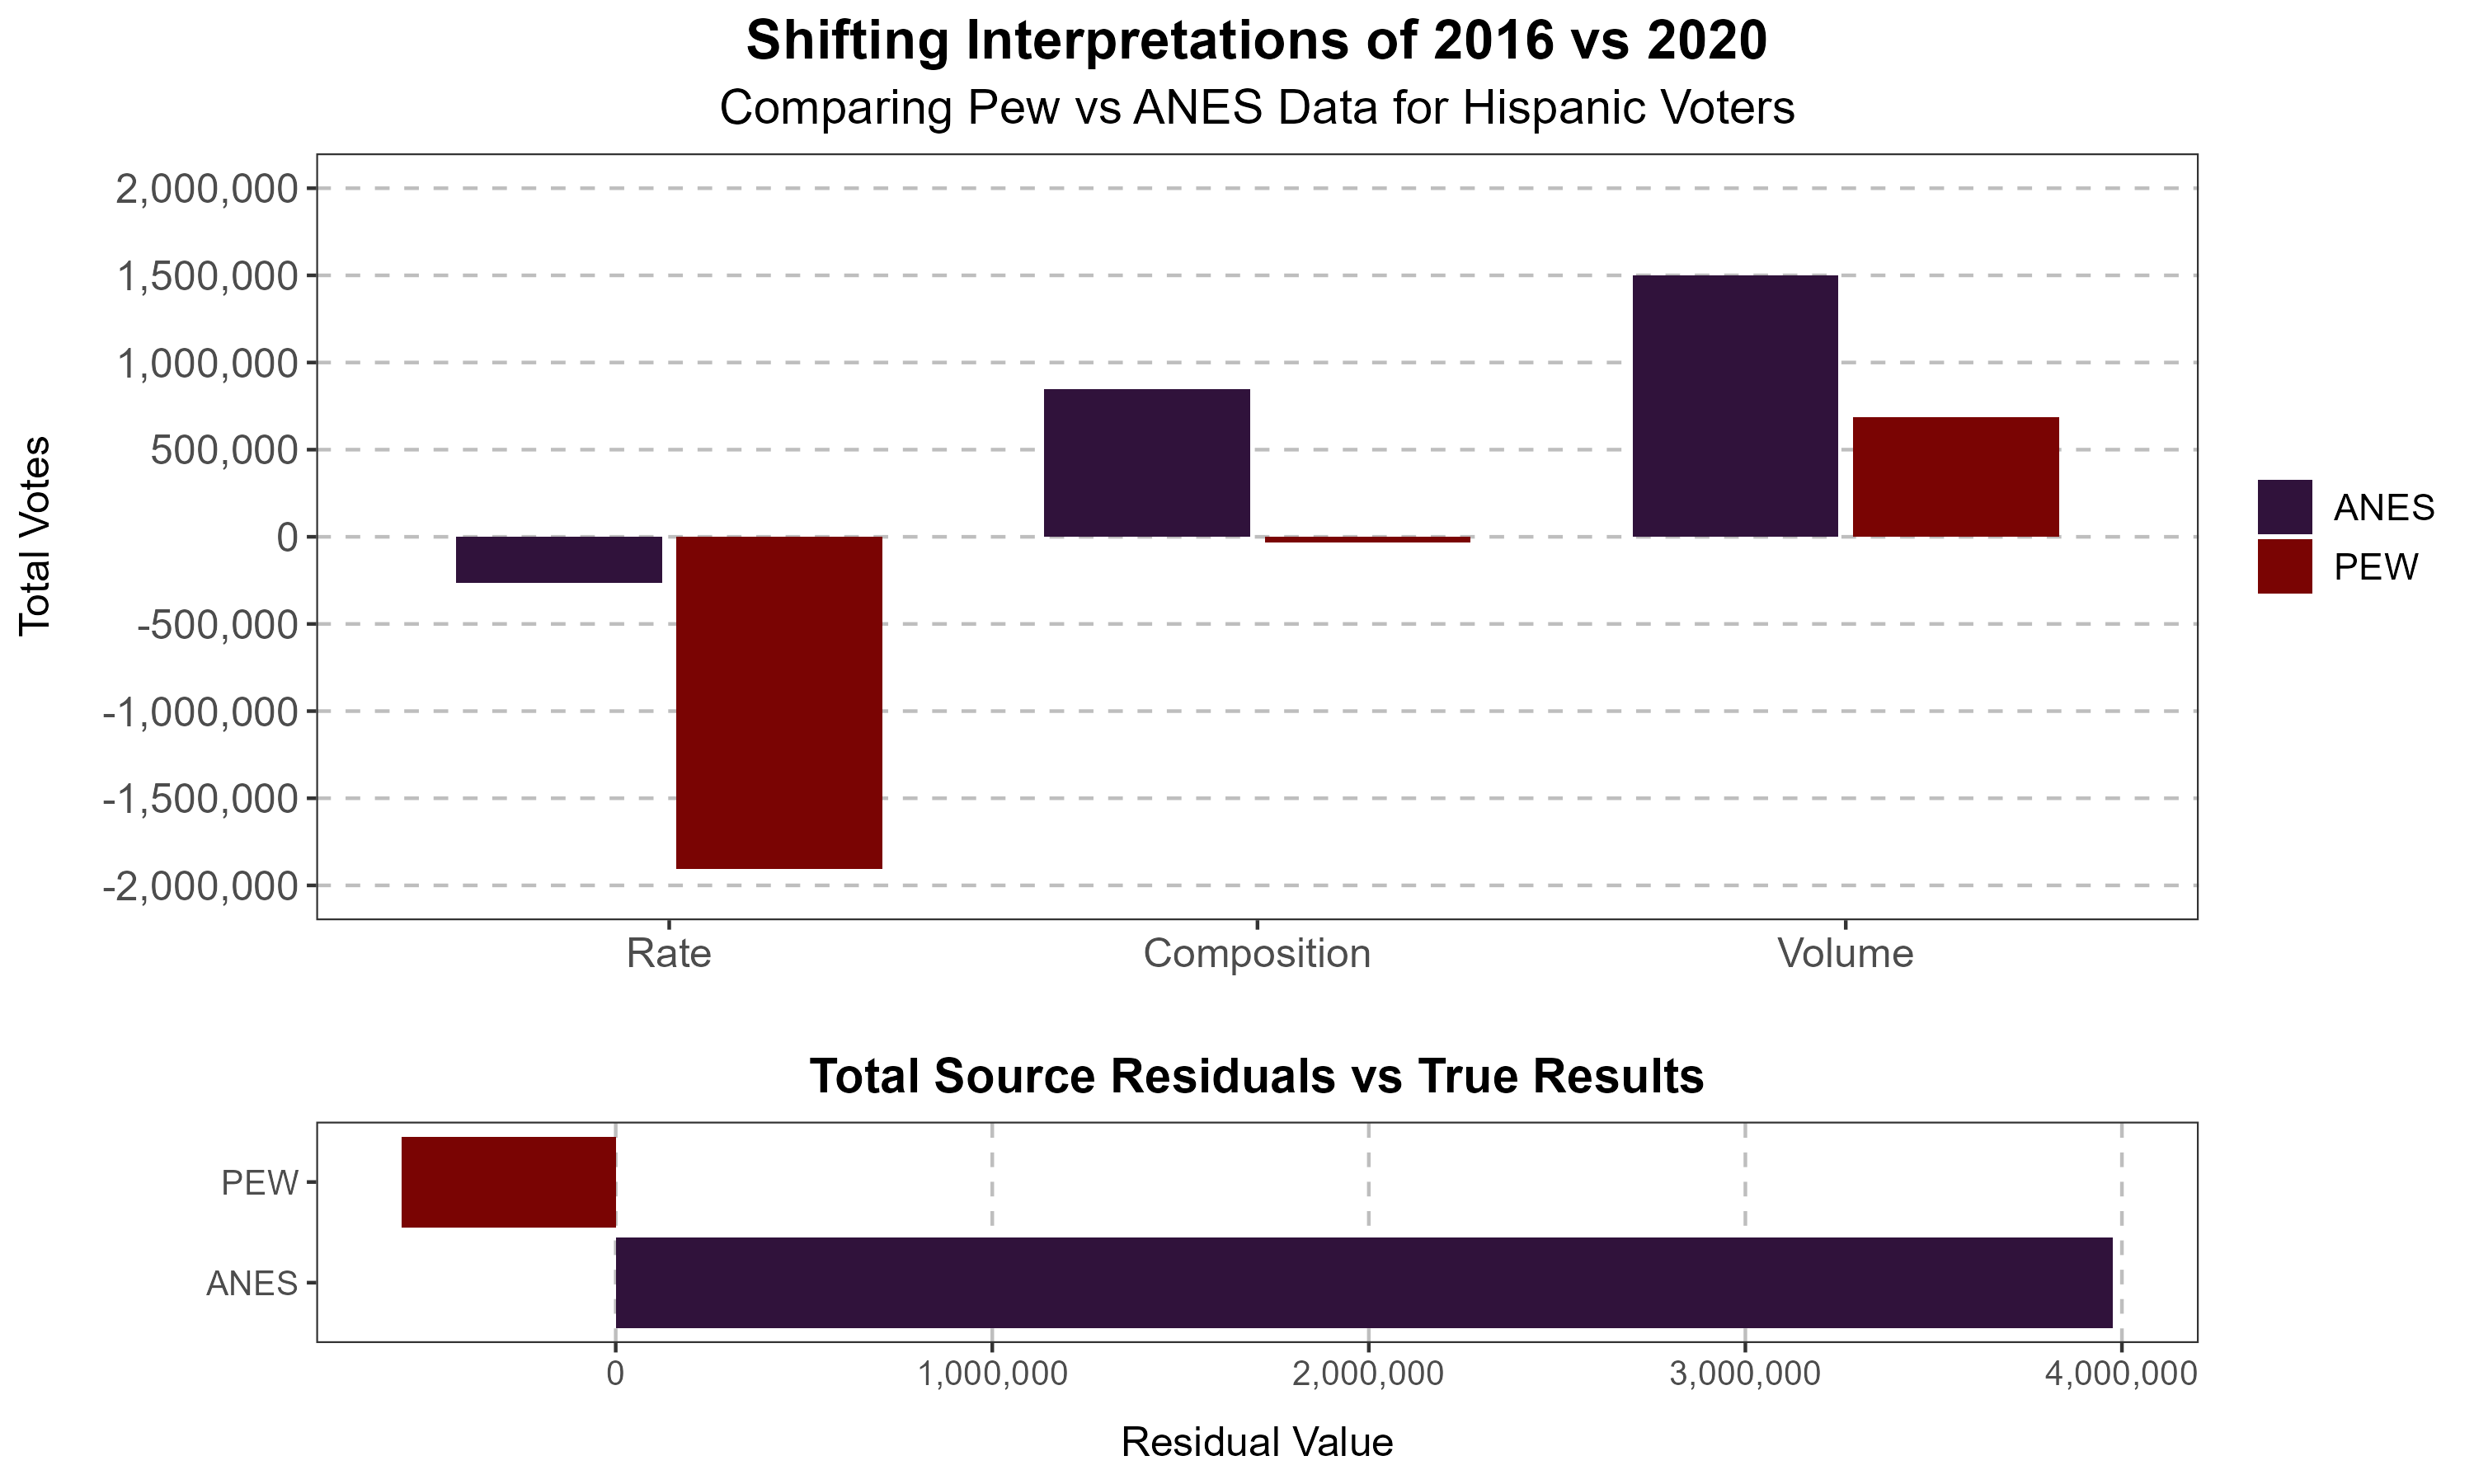 Shifting Interpretations of 2016 vs 2020
Comparing Pew vs ANES Data for Hispanic Voters
Total Votes
2,000,000
1,500,000
1,000,000
500,000
0
-500,000
-1,000,000
-1,500,000
-2,000,000
Rate
Composition
Volume
ANES
PEW
Total Source Residuals vs True Results
PEW
ANES
0
1,000,000
2,000,000
3,000,000
4,000,000
Residual Value